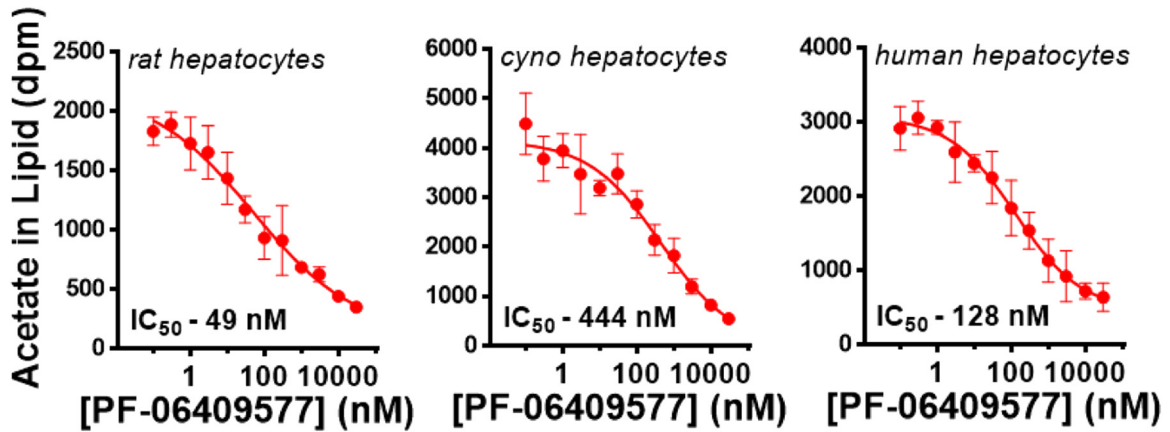 Acetate in Lipid (dpm)
rat hepatocytes
2500
2000
1500
1000
500
0
IC50 - 49 nM
1 100 10000
[PF-06409577] (nM)
cyno hepatocytes
6000
5000
4000
3000
2000
1000
0
IC50 - 444 nM
1 100 10000
[PF-06409577] (nM)
human hepatocytes
4000
3000
2000
1000
0
IC50 - 128 nM
1 100 10000
[PF-06409577] (nM)